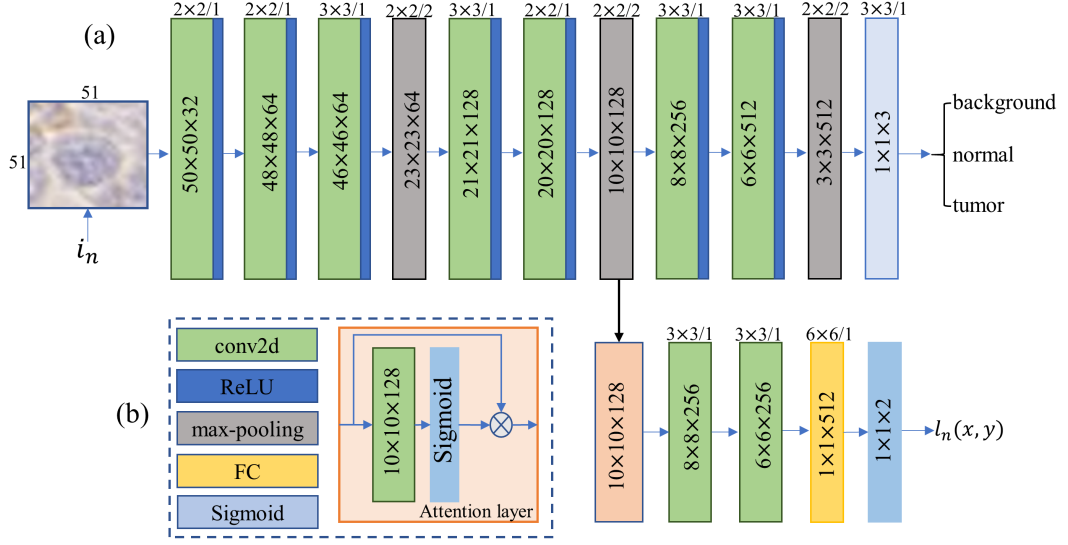 (a)
2×2/1
2×2/1
3×3/1
2×2/2
3×3/1
2×2/1
2×2/2
3×3/1
3×3/1
2×2/2
3×3/1
51
51
i_n
50×50×32
48×48×64
46×46×64
23×23×64
21×21×128
20×20×128
10×10×128
8×8×256
6×6×512
3×3×512
1×1×3
background
normal
tumor
(b)
conv2d
ReLU
max-pooling
FC
Sigmoid
10×10×128
Sigmoid
Attention layer
3×3/1
3×3/1
6×6/1
10×10×128
8×8×256
6×6×256
1×1×512
1×1×2
l_n(x, y)